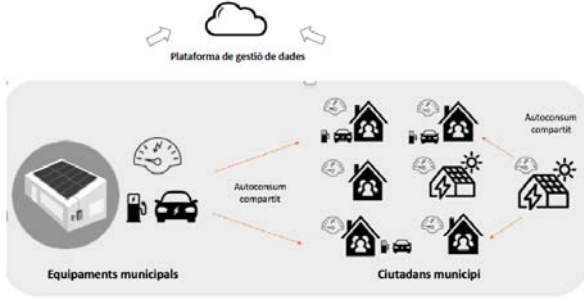 Plataforma de gestió de dades
Autoconsum
compartit
Autoconsum
compartit
Equipaments municipals
Ciutadans municipi